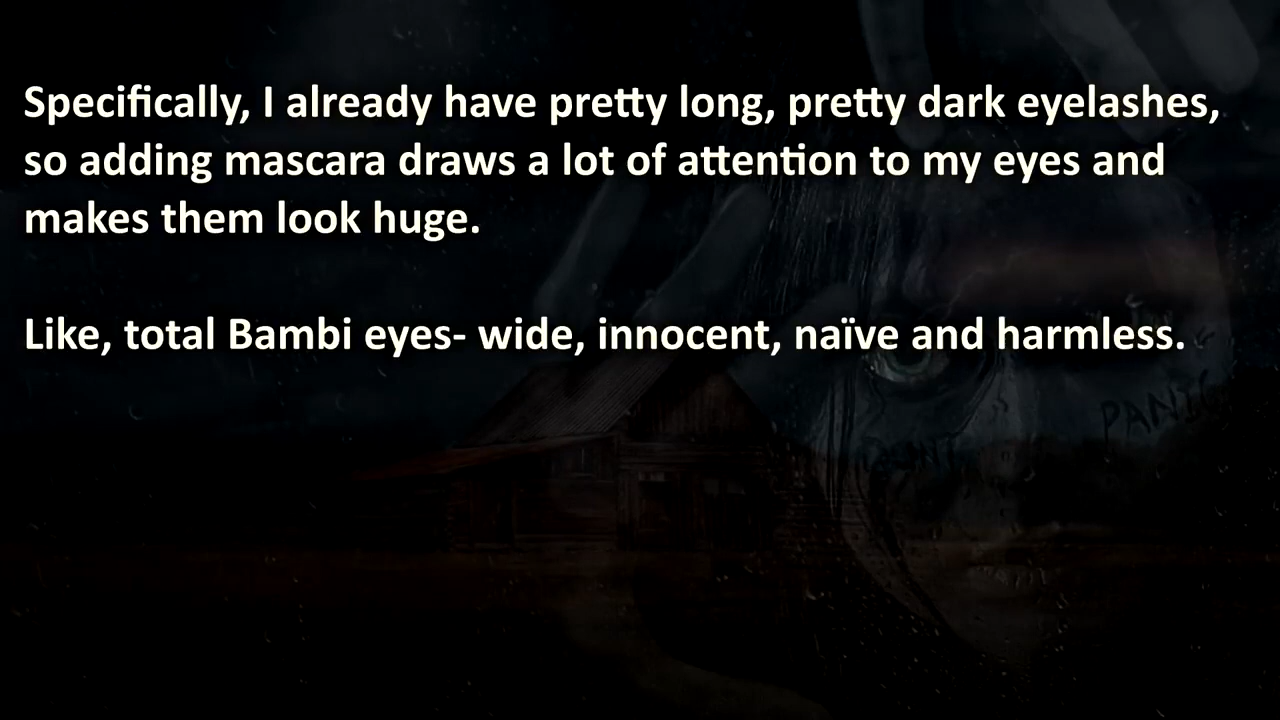 Specifically, I already have pretty long, pretty dark eyelashes,
so adding mascara draws a lot of attention to my eyes and
makes them look huge.
Like, total Bambi eyes- wide, innocent, naïve and harmless.
PANIC